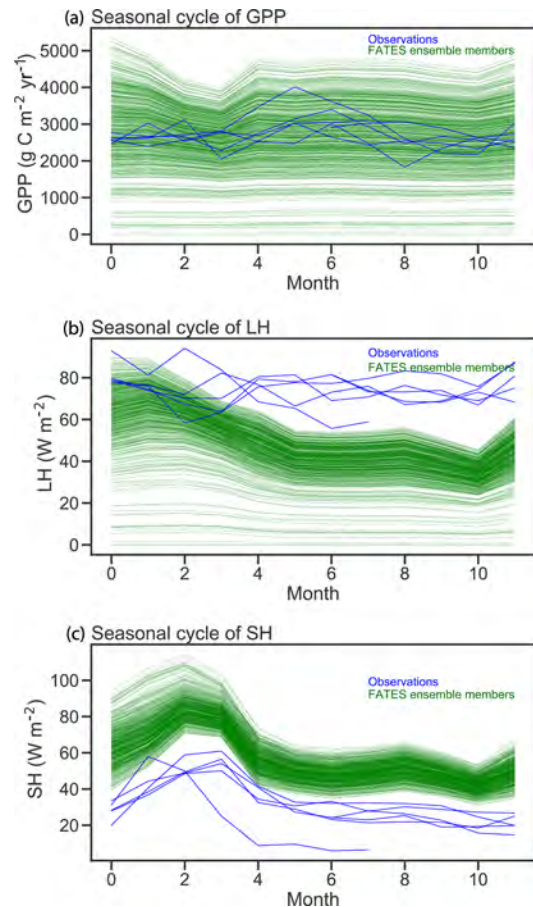 (a) Seasonal cycle of GPP
Observations
FATES ensemble members
5000
4000
3000
2000
1000
0
GPP (g C m⁻² yr⁻¹)
0 2 4 6 8 10
Month
(b) Seasonal cycle of LH
Observations
FATES ensemble members
80
60
40
20
0
LH (W m⁻²)
0 2 4 6 8 10
Month
(c) Seasonal cycle of SH
Observations
FATES ensemble members
100
80
60
40
20
SH (W m⁻²)
0 2 4 6 8 10
Month